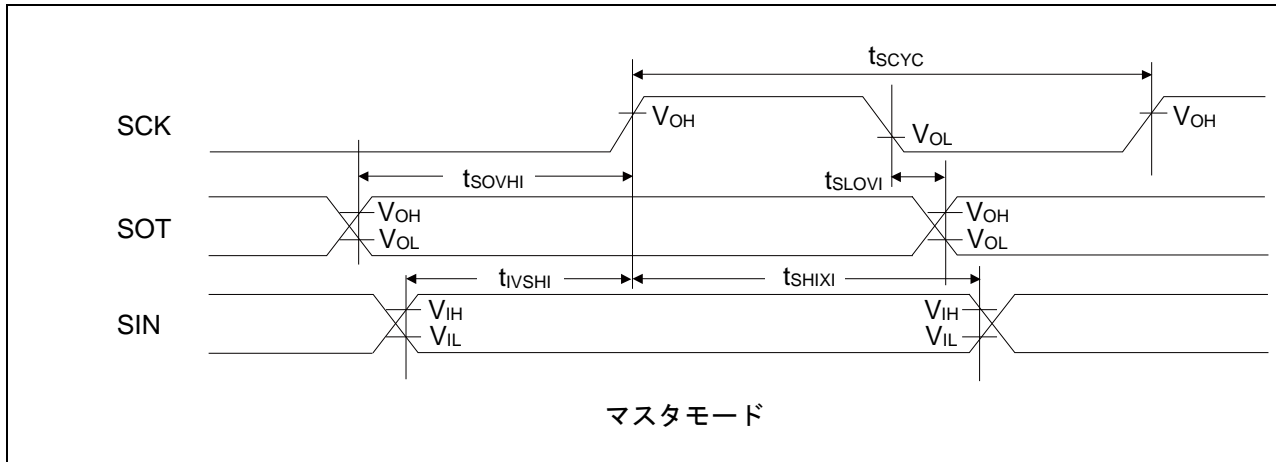 tSCYC
SCK
VOH
VOL
VOH
tSOVHI
tSLOVI
SOT
VOH
VOL
VOH
VOL
tIVSHI
tSHIXI
SIN
VIH
VIL
VIH
VIL
マスタモード